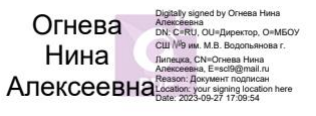 Огнева
Нина
Алексеевна
Digitally signed by Огнева Нина
Алексеевна
DN: C=RU, OU=Директор, O=МБОУ
СШ №9 им. М.В. Водопьянова г.
Липецка, CN=Огнева Нина
Алексеевна, E=scl9@mail.ru
Reason: Документ подписан
Location: your signing location here
Date: 2023-09-27 17:09:54